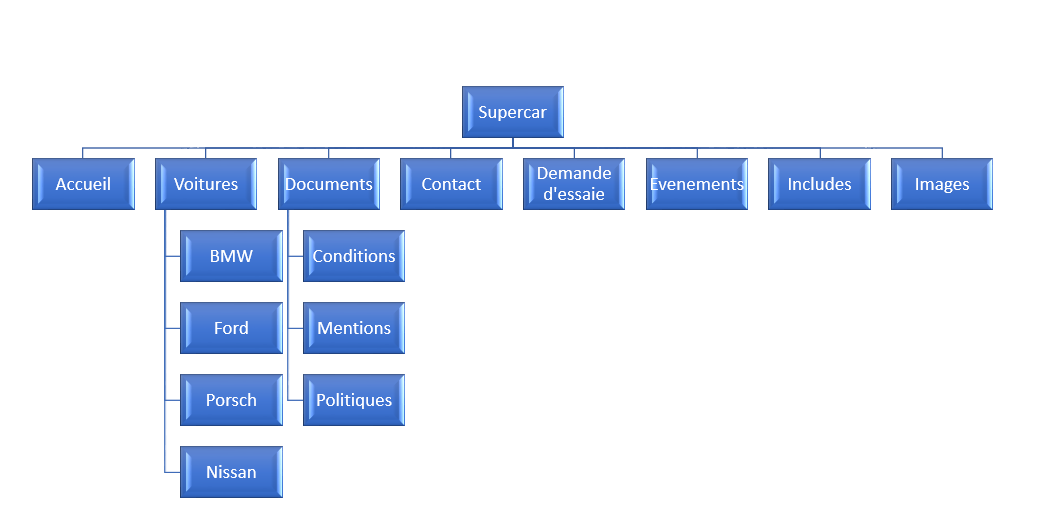 Supercar
Accueil
Voitures
Documents
Contact
Demande
d'essaie
Evenements
Includes
Images
BMW
Conditions
Ford
Mentions
Porsch
Politiques
Nissan